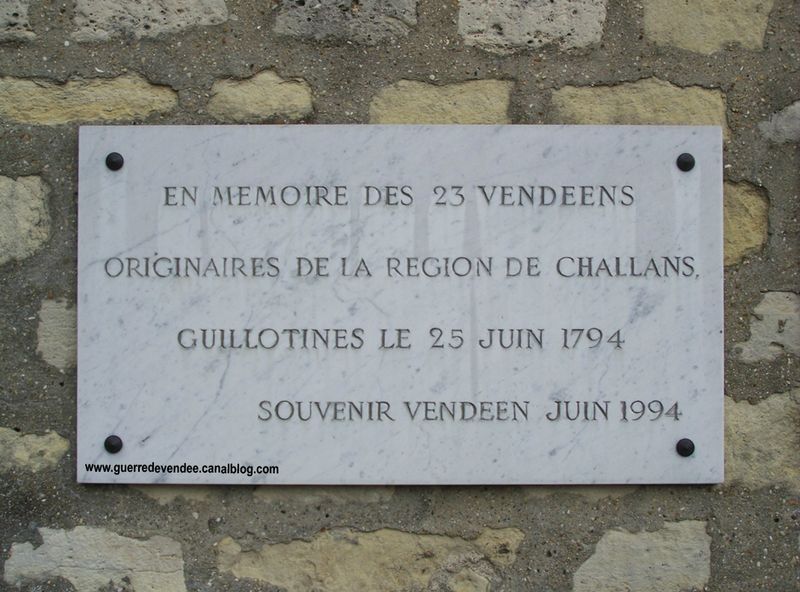 EN MEMOIRE DES 23 VENDEENS
ORIGINAIRES DE LA REGION DE CHALLANS,
GUILLOTINES LE 25 JUIN 1794
SOUVENIR VENDEEN JUIN 1994
www.guerredevendee.canalblog.com